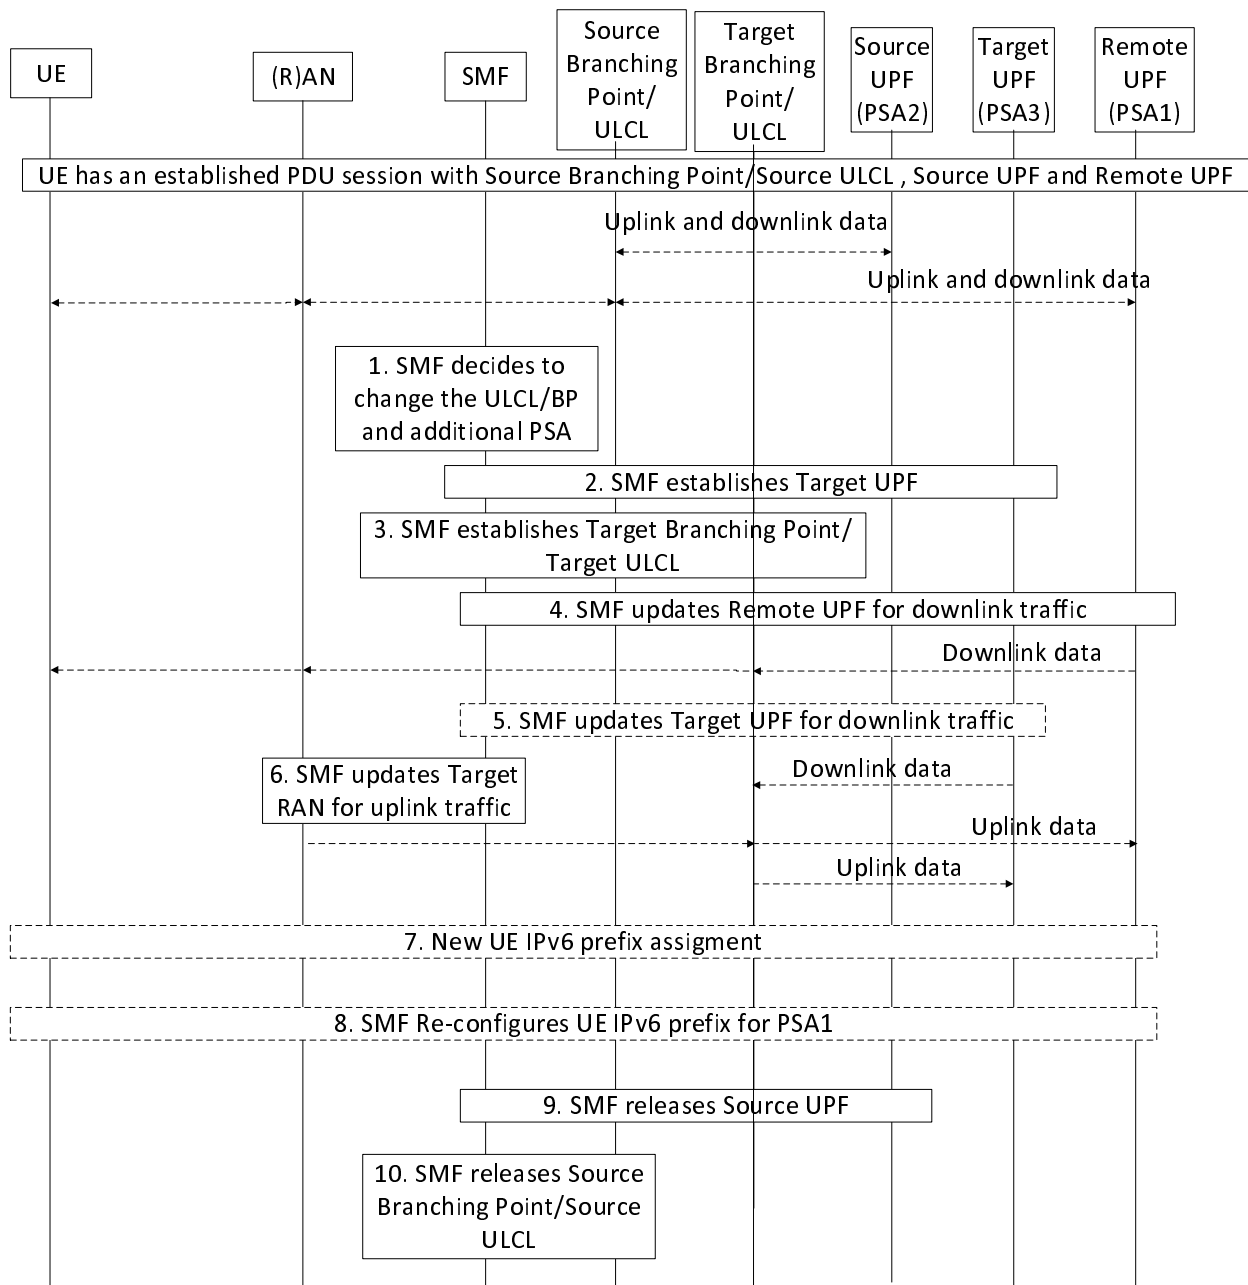 UE
(R)AN
SMF
Source
Branching
Point/
ULCL
Target
Branching
Point/
ULCL
Source
UPF
(PSA2)
Target
UPF
(PSA3)
Remote
UPF
(PSA1)
UE has an established PDU session with Source Branching Point/Source ULCL , Source UPF and Remote UPF
Uplink and downlink data
Uplink and downlink data
1. SMF decides to
change the ULCL/BP
and additional PSA
2. SMF establishes Target UPF
3. SMF establishes Target Branching Point/
Target ULCL
4. SMF updates Remote UPF for downlink traffic
Downlink data
5. SMF updates Target UPF for downlink traffic
6. SMF updates Target
RAN for uplink traffic
Downlink data
Uplink data
Uplink data
7. New UE IPv6 prefix assigment
8. SMF Re-configures UE IPv6 prefix for PSA1
9. SMF releases Source UPF
10. SMF releases Source
Branching Point/Source
ULCL